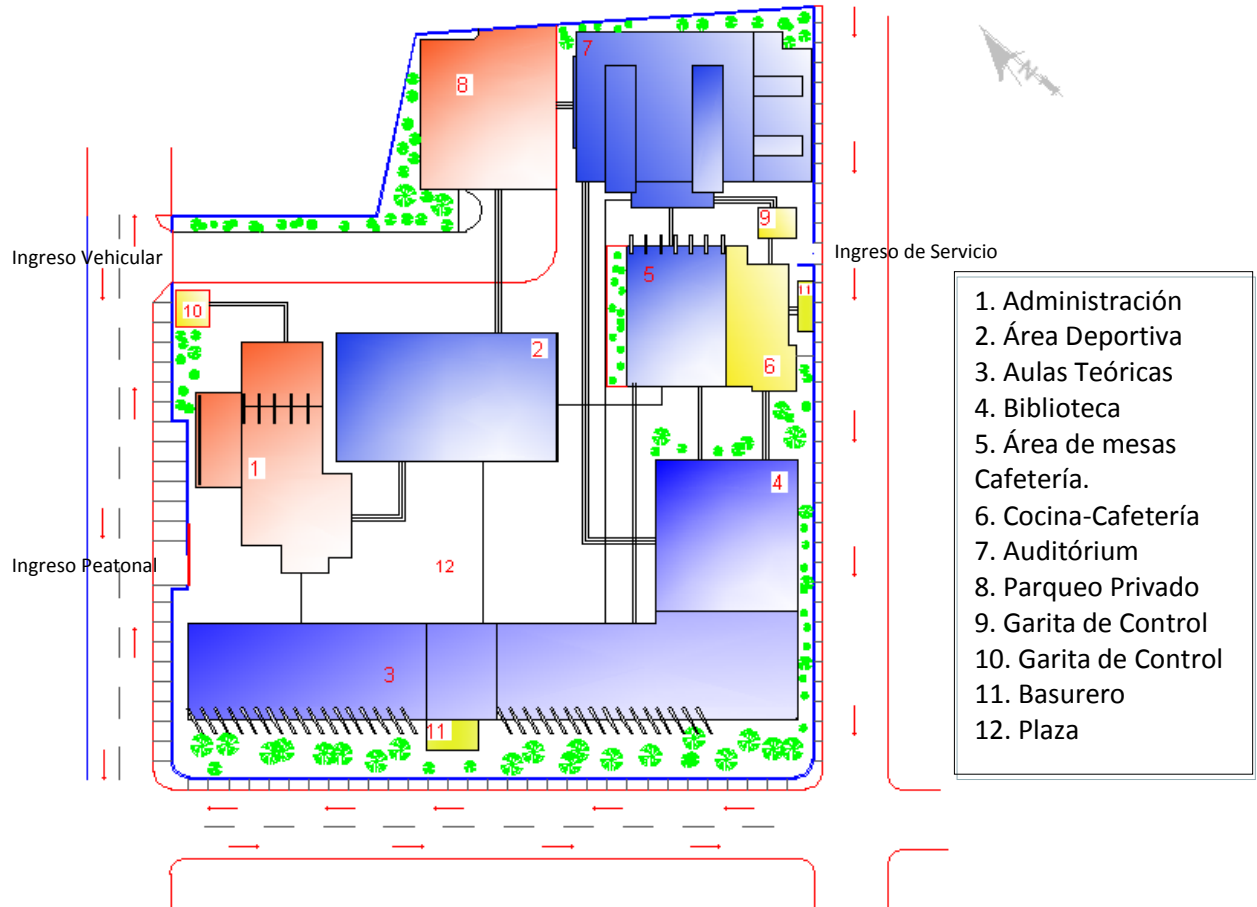 7
8
N
9
Ingreso Vehicular
Ingreso de Servicio
5
11
10
2
6
1
4
Ingreso Peatonal
12
3
11
1. Administración
2. Área Deportiva
3. Aulas Teóricas
4. Biblioteca
5. Área de mesas
Cafetería.
6. Cocina-Cafetería
7. Auditórium
8. Parqueo Privado
9. Garita de Control
10. Garita de Control
11. Basurero
12. Plaza